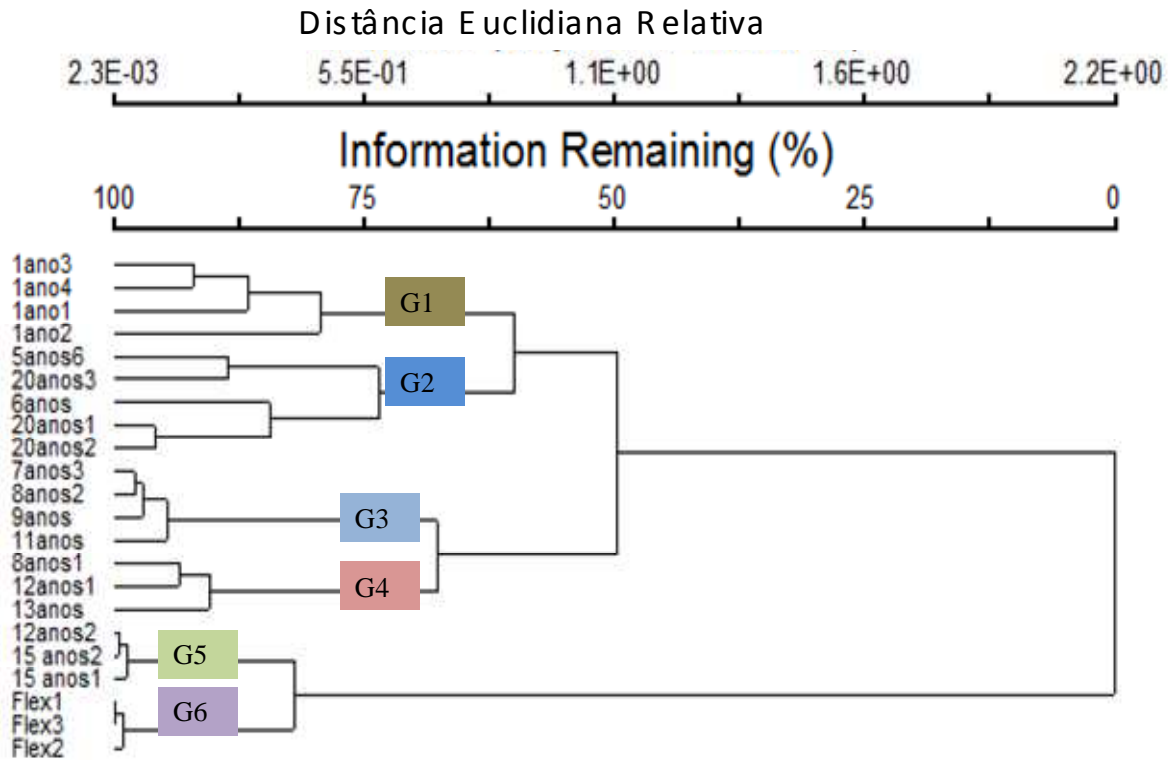 Distância Euclidiana Relativa
2.3E-03 5.5E-01 1.1E+00 1.6E+00 2.2E+00
Information Remaining (%)
100 75 50 25 0
1ano3
1ano4
G1
1ano1
1ano2
5anos6
G2
20anos3
6anos
20anos1
20anos2
7anos3
8anos2
G3
9anos
11anos
8anos1
G4
12anos1
13anos
12anos2
G5
15 anos2
15 anos1
Flex1
G6
Flex3
Flex2